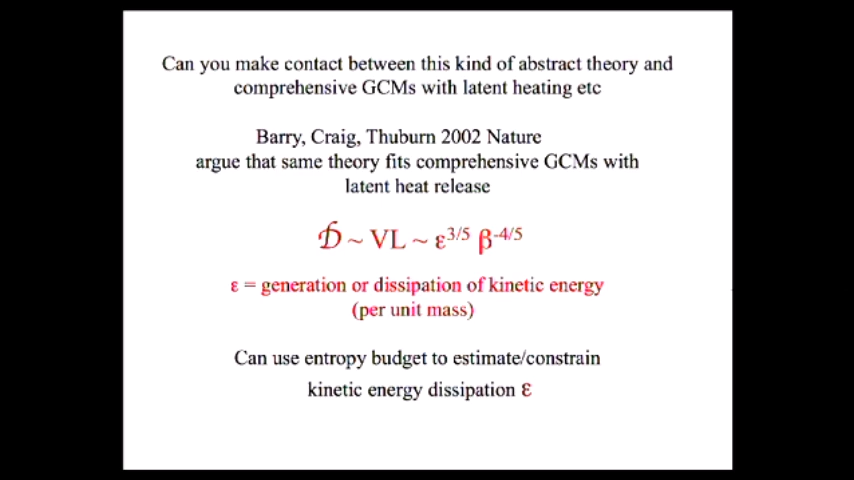 Can you make contact between this kind of abstract theory and
comprehensive GCMs with latent heating etc
Barry, Craig, Thuburn 2002 Nature
argue that same theory fits comprehensive GCMs with
latent heat release
D ~ VL ~ ε^3/5 β^-4/5
ε = generation or dissipation of kinetic energy
(per unit mass)
Can use entropy budget to estimate/constrain
kinetic energy dissipation ε